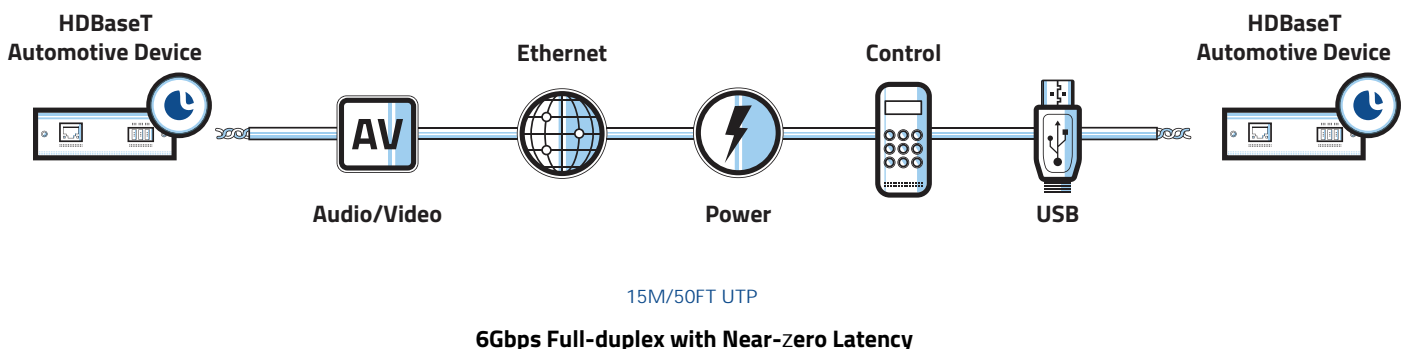 HDBaseT
Automotive Device
Ethernet
Control
HDBaseT
Automotive Device
AV
Audio/Video
Power
USB
15M/50FT UTP
6Gbps Full-duplex with Near-zero Latency